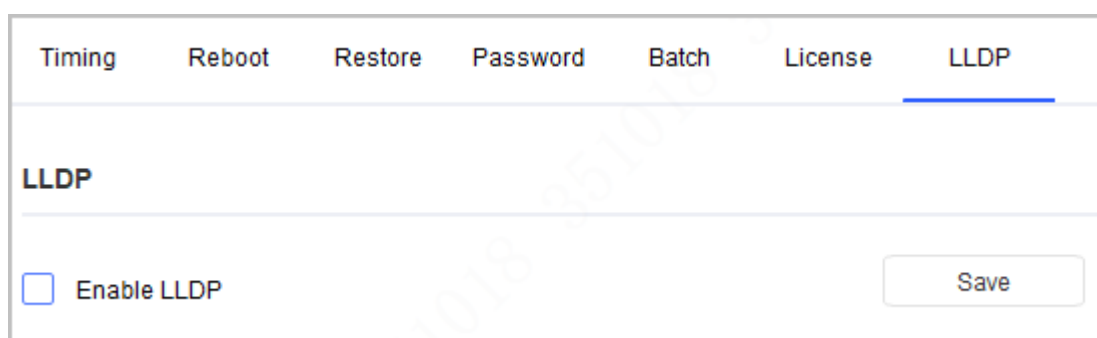 Timing Reboot Restore Password Batch License LLDP
LLDP
Enable LLDP Save